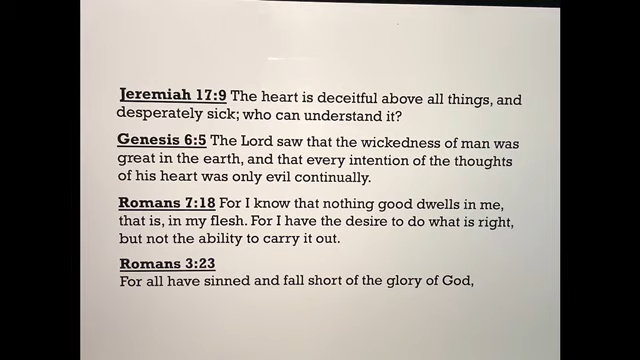 Jeremiah 17:9 The heart is deceitful above all things, and
desperately sick; who can understand it?
Genesis 6:5 The Lord saw that the wickedness of man was
great in the earth, and that every intention of the thoughts
of his heart was only evil continually.
Romans 7:18 For I know that nothing good dwells in me,
that is, in my flesh. For I have the desire to do what is right,
but not the ability to carry it out.
Romans 3:23
For all have sinned and fall short of the glory of God,